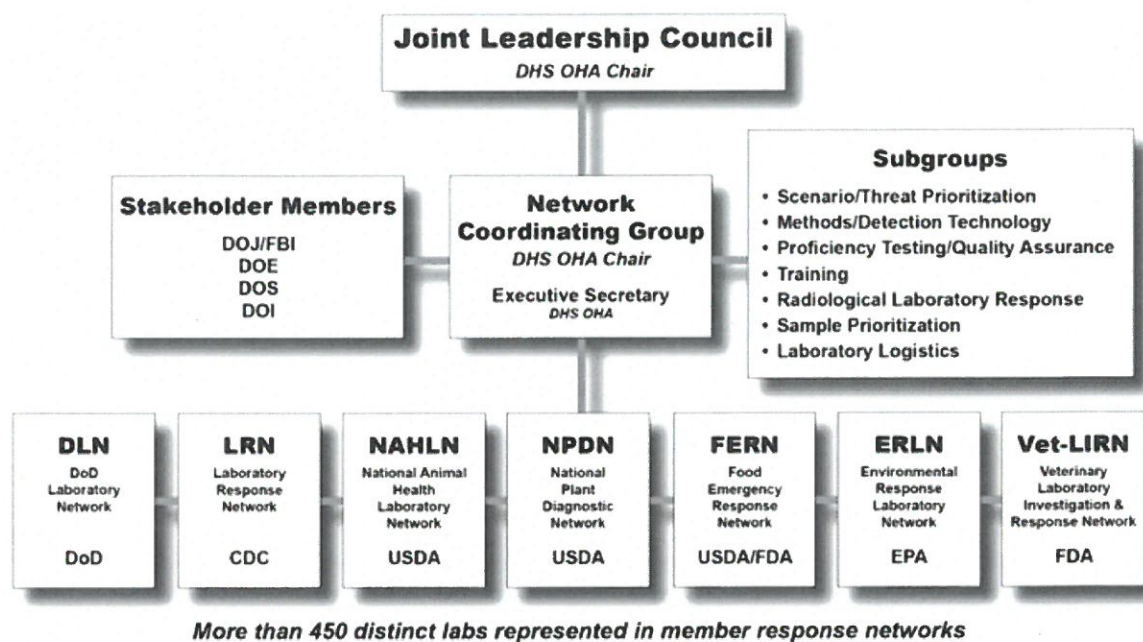 Joint Leadership Council
DHS OHA Chair
Stakeholder Members
DOJ/FBI
DOE
DOS
DOI
Network
Coordinating Group
DHS OHA Chair
Executive Secretary
DHS OHA
Subgroups
• Scenario/Threat Prioritization
• Methods/Detection Technology
• Proficiency Testing/Quality Assurance
• Training
• Radiological Laboratory Response
• Sample Prioritization
• Laboratory Logistics
DLN
DoD
Laboratory
Network
DoD
LRN
Laboratory
Response
Network
CDC
NAHLN
National Animal
Health
Laboratory
Network
USDA
NPDN
National
Plant
Diagnostic
Network
USDA
FERN
Food
Emergency
Response
Network
USDA/FDA
ERLN
Environmental
Response
Laboratory
Network
EPA
Vet-LIRN
Veterinary
Laboratory
Investigation &
Response Network
FDA
More than 450 distinct labs represented in member response networks